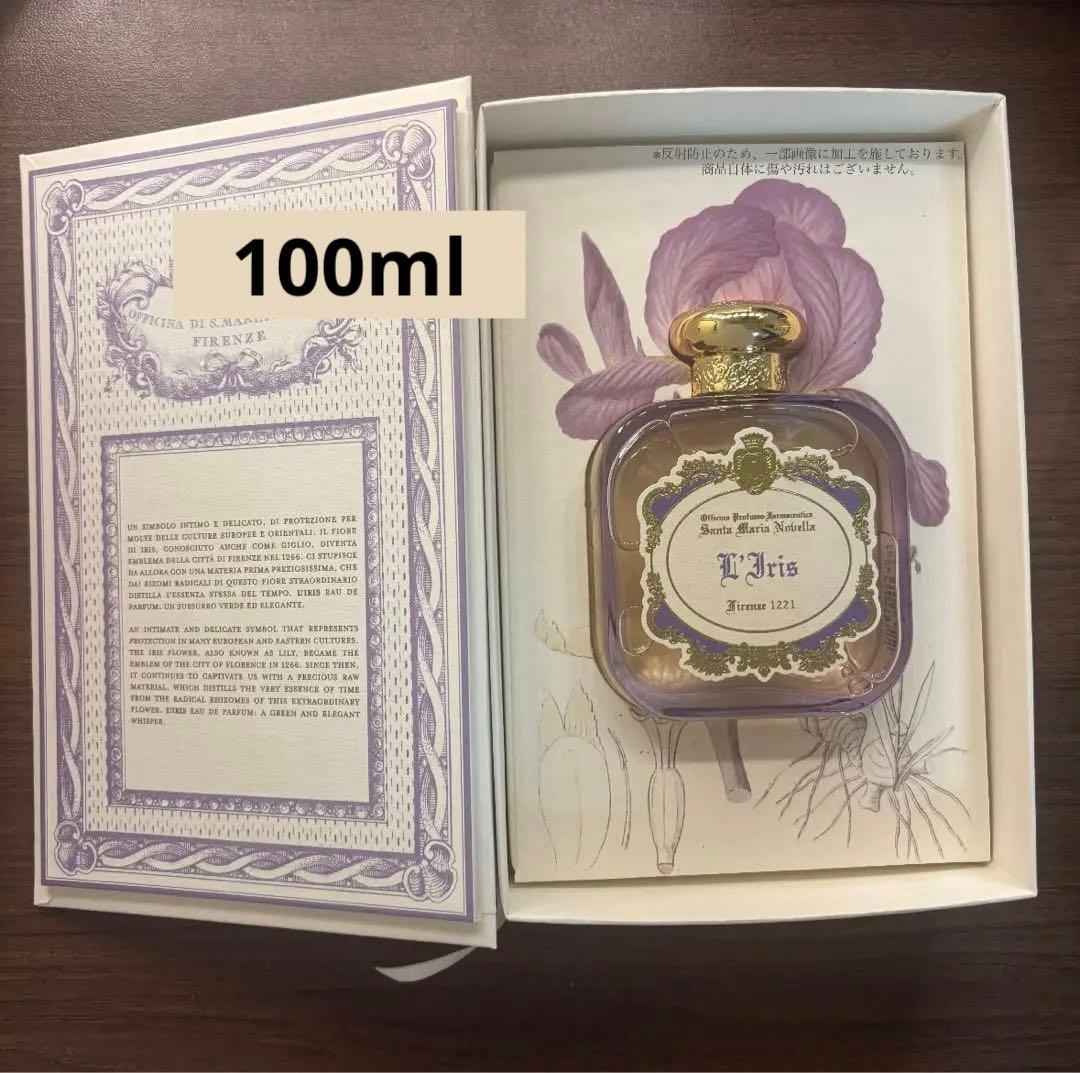 100ml
OFFICINA DI S. MARIA
FIRENZE
UN SIMBOLO INTIMO E DELICATO, DI PROTEZIONE PER
MOLTE DELLE CULTURE EUROPEE E ORIENTALI. IL FIORE
DI IRIS, CONOSCIUTO ANCHE COME GIGLIO, DIVENTA
EMBLEMA DELLA CITTÀ DI FIRENZE NEL 1266. CI STUPISCE
DA ALLORA CON UNA MATERIA PRIMA PREZIOSISSIMA, CHE
DAI RIZOMI RADICALI DI QUESTO FIORE STRAORDINARIO
DISTILLA L'ESSENZA STESSA DEL TEMPO. L'IRIS EAU DE
PARFUM: UN SUSSURRO VERDE ED ELEGANTE.
AN INTIMATE AND DELICATE SYMBOL THAT REPRESENTS
PROTECTION IN MANY EUROPEAN AND EASTERN CULTURES.
THE IRIS FLOWER, ALSO KNOWN AS LILY, BECAME THE
EMBLEM OF THE CITY OF FLORENCE IN 1266. SINCE THEN,
IT CONTINUES TO CAPTIVATE US WITH A PRECIOUS RAW
MATERIAL, WHICH DISTILLS THE VERY ESSENCE OF TIME
FROM THE RADICAL RHIZOMES OF THIS EXTRAORDINARY
FLOWER. L'IRIS EAU DE PARFUM: A GREEN AND ELEGANT
WHISPER.
※反射防止のため、一部画像に加工を施しております。
商品自体に傷や汚れはございません。
Officina Profumo-Farmaceutica
Santa Maria Novella
L'Iris
Firenze 1221